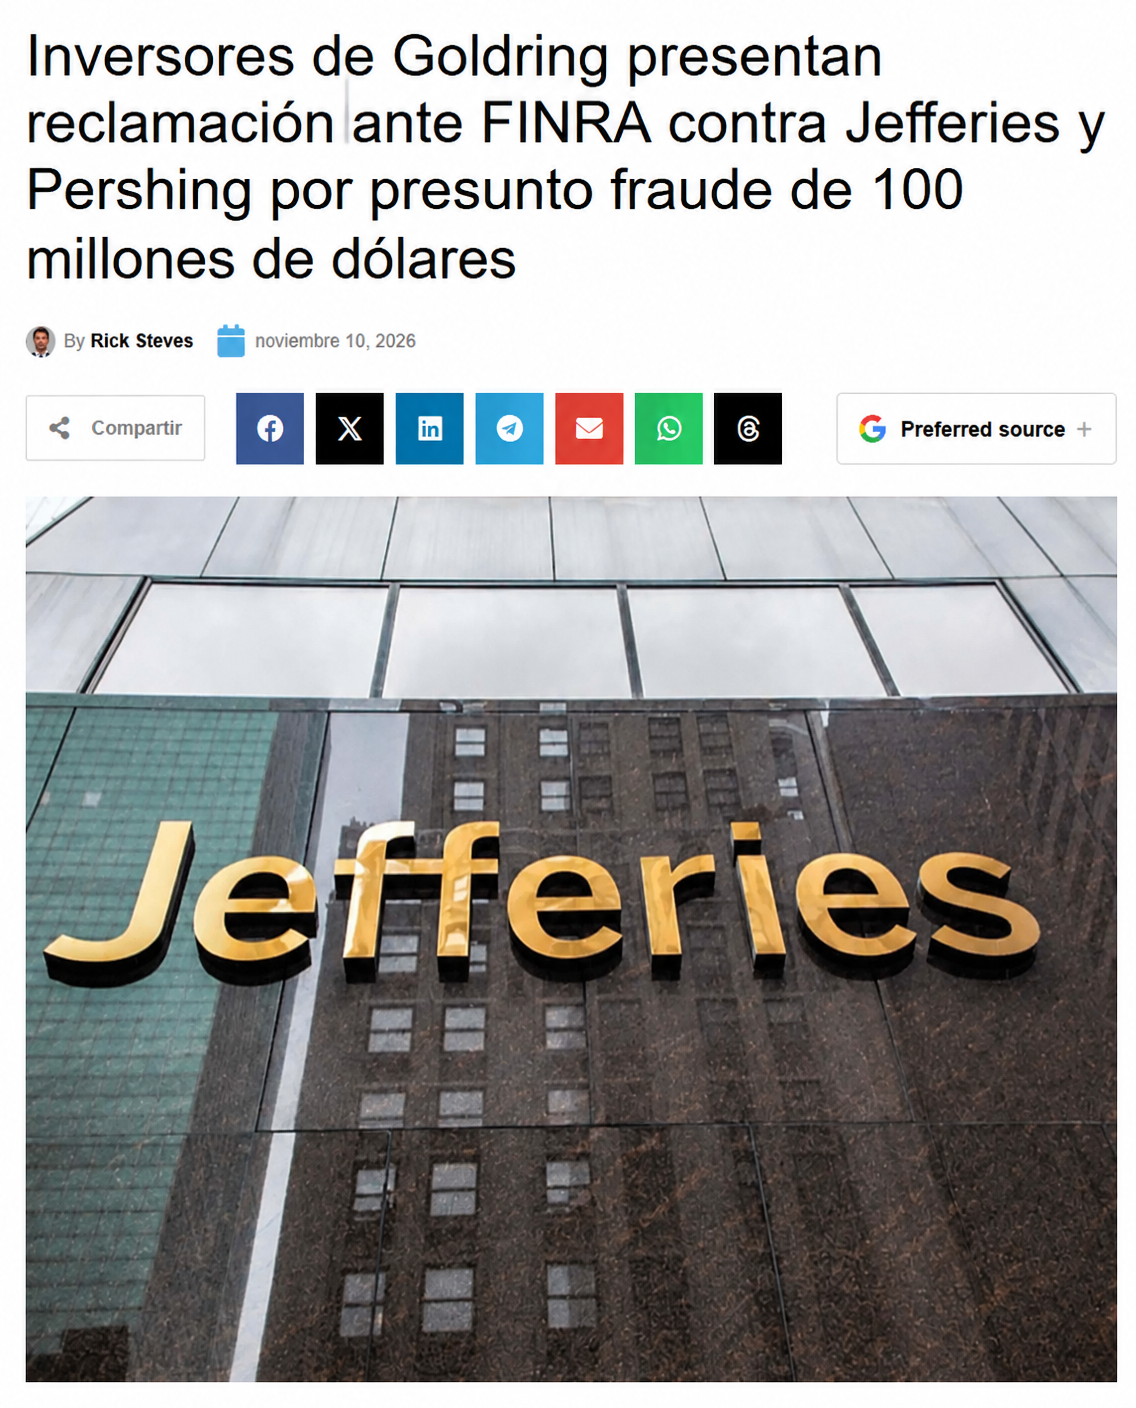 Inversores de Goldring presentan
reclamación ante FINRA contra Jefferies y
Pershing por presunto fraude de 100
millones de dólares
By Rick Steves noviembre 10, 2026
Compartir
Preferred source +
Jefferies